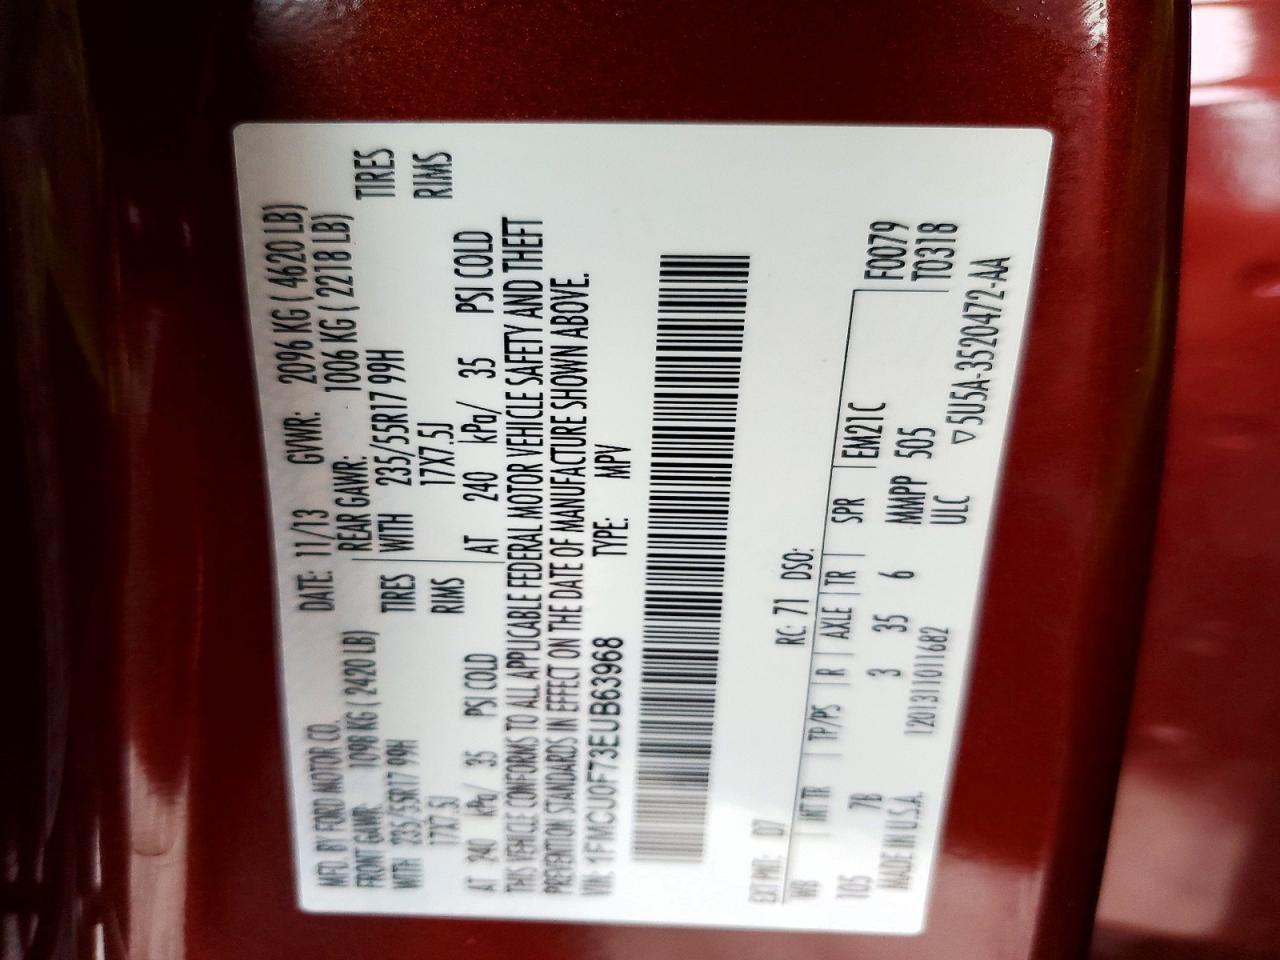 MFD. BY FORD MOTOR CO. DATE: 11/13 GVWR: 2096 KG ( 4620 LB)
FRONT GAWR: 1098 KG ( 2420 LB) REAR GAWR: 1006 KG ( 2218 LB)
WITH 235/55R17 99H TIRES WITH 235/55R17 99H TIRES
17X7.5J RIMS 17X7.5J RIMS
AT 240 kPa/ 35 PSI COLD AT 240 kPa/ 35 PSI COLD
THIS VEHICLE CONFORMS TO ALL APPLICABLE FEDERAL MOTOR VEHICLE SAFETY AND THEFT
PREVENTION STANDARDS IN EFFECT ON THE DATE OF MANUFACTURE SHOWN ABOVE.
VIN: 1FMCU0F73EUB63968 TYPE: MPV
EXT PNT: D7 RC: 71 DSO:
WB INT TR TP/PS R AXLE TR SPR EM21C F0079
105 7B 3 35 6 MMPP 505 T0318
MADE IN U.S.A. 1201311011682 ULC
▽5U5A-3520472-AA